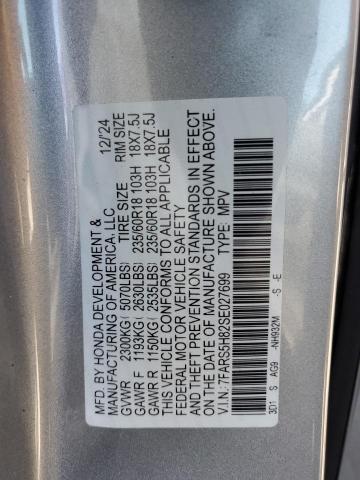 MFD. BY HONDA DEVELOPMENT &
MANUFACTURING OF AMERICA, LLC. 12/'24
GVWR 2300KG( 5070LBS) TIRE SIZE RIM SIZE
GAWR F 1193KG( 2630LBS) 235/60R18 103H 18X7.5J
GAWR R 1150KG( 2535LBS) 235/60R18 103H 18X7.5J
THIS VEHICLE CONFORMS TO ALL APPLICABLE
FEDERAL MOTOR VEHICLE SAFETY
AND THEFT PREVENTION STANDARDS IN EFFECT
ON THE DATE OF MANUFACTURE SHOWN ABOVE.
V.I.N.:7FARS5H82SE027699 TYPE: MPV
3D1 S AG9 -NH932M -S -E